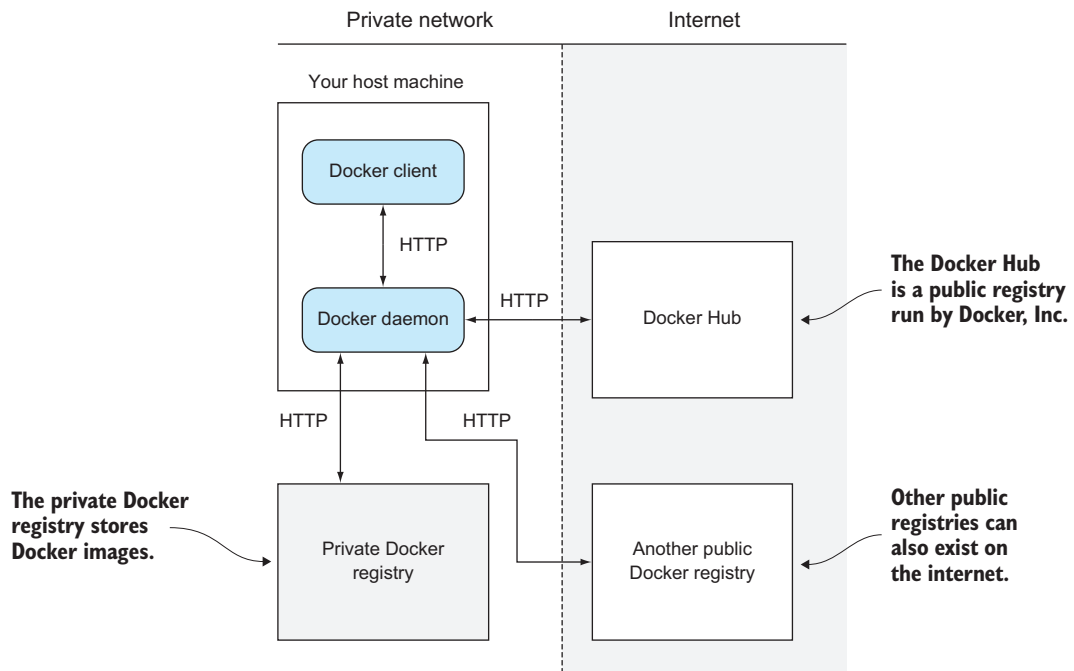 Private network
Internet
Your host machine
Docker client
HTTP
Docker daemon
HTTP
Docker Hub
The Docker Hub
is a public registry
run by Docker, Inc.
HTTP
HTTP
The private Docker
registry stores
Docker images.
Private Docker
registry
Another public
Docker registry
Other public
registries can
also exist on
the internet.